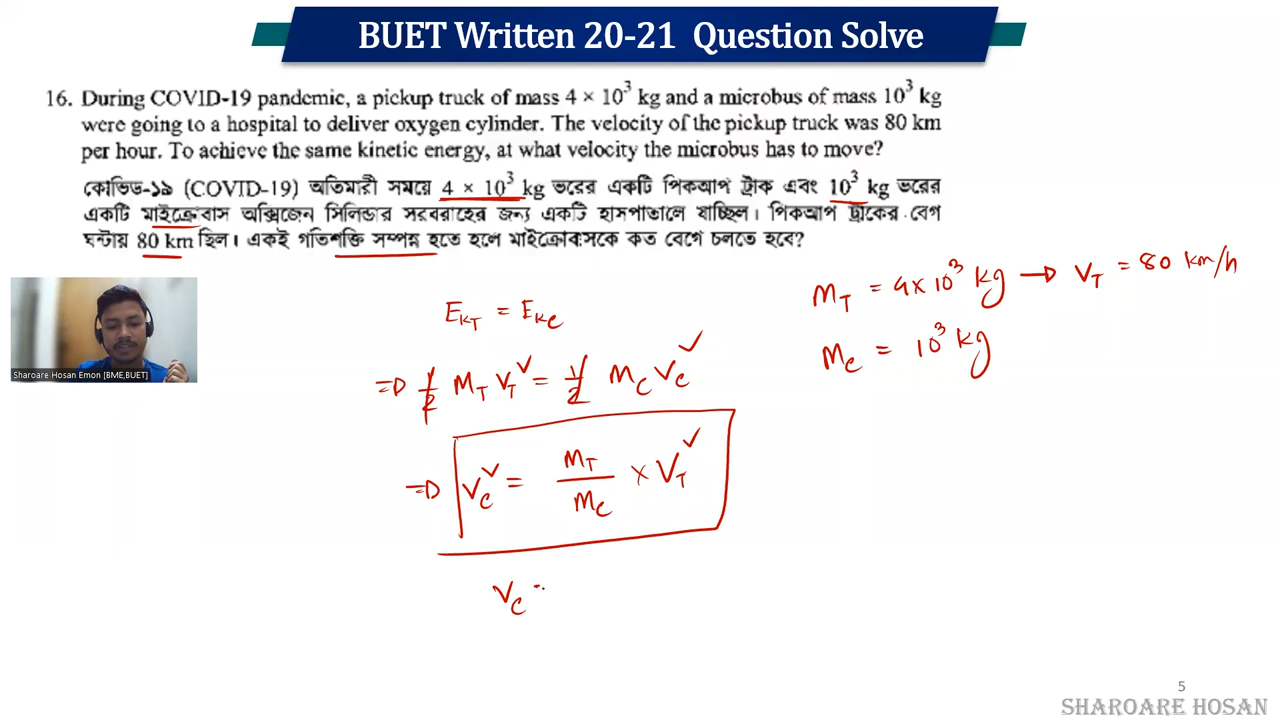 BUET Written 20-21 Question Solve
16. During COVID-19 pandemic, a pickup truck of mass 4 × 10³ kg and a microbus of mass 10³ kg
were going to a hospital to deliver oxygen cylinder. The velocity of the pickup truck was 80 km
per hour. To achieve the same kinetic energy, at what velocity the microbus has to move?
কোভিড-১৯ (COVID-19) অতিমারী সময়ে 4 × 10³ kg ভরের একটি পিকআপ ট্রাক এবং 10³ kg ভরের
একটি মাইক্রোবাস অক্সিজেন সিলিন্ডার সরবরাহের জন্য একটি হাসপাতালে যাচ্ছিল। পিকআপ ট্রাকের বেগ
ঘন্টায় 80 km ছিল। একই গতিশক্তি সম্পন্ন হতে হলে মাইক্রোবাসকে কত বেগে চলতে হবে?
M_T = 4×10³ kg → V_T = 80 km/h
M_C = 10³ kg
E_KT = E_KC
⇒ 1/2 M_T V_T² = 1/2 M_C V_C²
⇒ V_C² = M_T/M_C × V_T²
V_C
Sharoare Hosan Emon [BME,BUET]
5
SHAROARE HOSAN